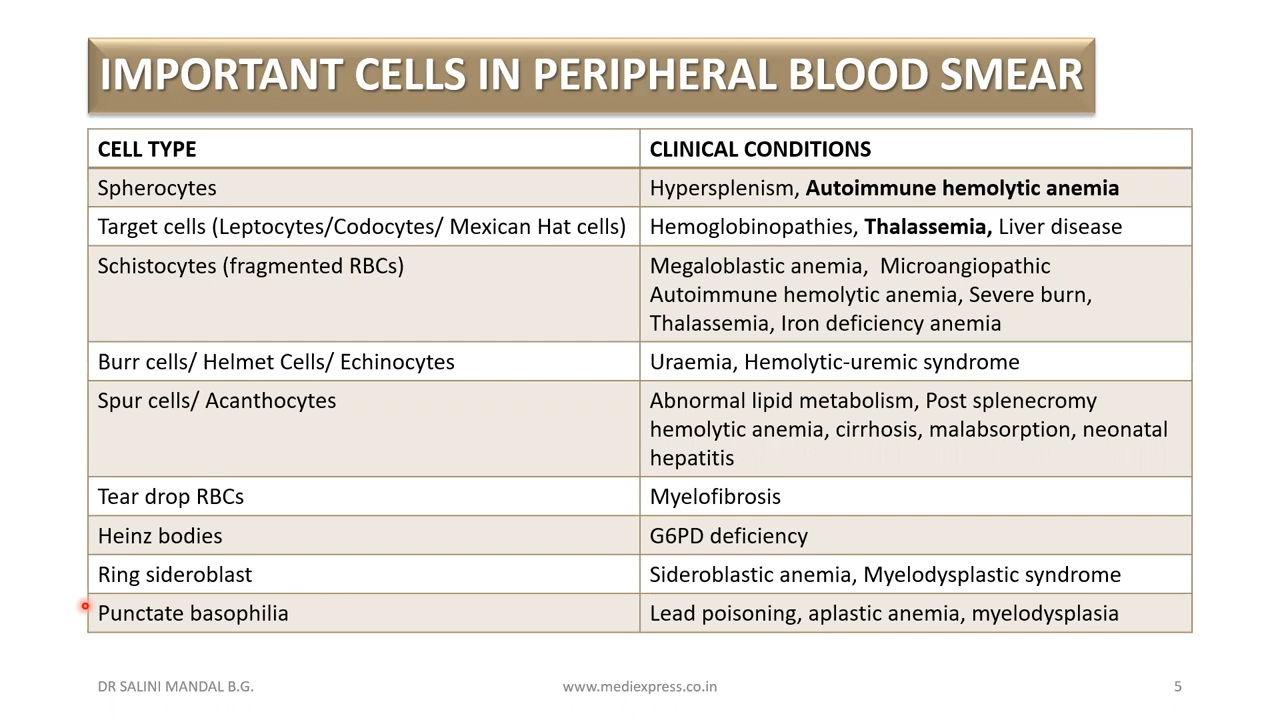 IMPORTANT CELLS IN PERIPHERAL BLOOD SMEAR
CELL TYPE
CLINICAL CONDITIONS
Spherocytes
Hypersplenism, Autoimmune hemolytic anemia
Target cells (Leptocytes/Codocytes/ Mexican Hat cells)
Hemoglobinopathies, Thalassemia, Liver disease
Schistocytes (fragmented RBCs)
Megaloblastic anemia,  Microangiopathic
Autoimmune hemolytic anemia, Severe burn,
Thalassemia, Iron deficiency anemia
Burr cells/ Helmet Cells/ Echinocytes
Uraemia, Hemolytic-uremic syndrome
Spur cells/ Acanthocytes
Abnormal lipid metabolism, Post splenecromy
hemolytic anemia, cirrhosis, malabsorption, neonatal
hepatitis
Tear drop RBCs
Myelofibrosis
Heinz bodies
G6PD deficiency
Ring sideroblast
Sideroblastic anemia, Myelodysplastic syndrome
Punctate basophilia
Lead poisoning, aplastic anemia, myelodysplasia
DR SALINI MANDAL B.G.
www.mediexpress.co.in
5